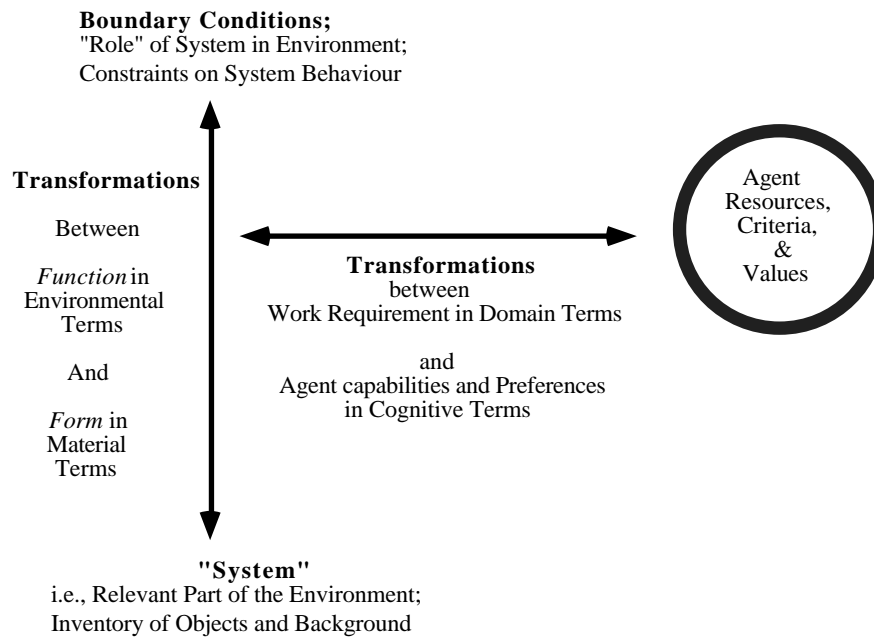 Boundary Conditions;
"Role" of System in Environment;
Constraints on System Behaviour
Transformations
Between
Function in
Environmental
Terms
And
Form in
Material
Terms
Transformations
between
Work Requirement in Domain Terms
and
Agent capabilities and Preferences
in Cognitive Terms
Agent
Resources,
Criteria,
&
Values
"System"
i.e., Relevant Part of the Environment;
Inventory of Objects and Background